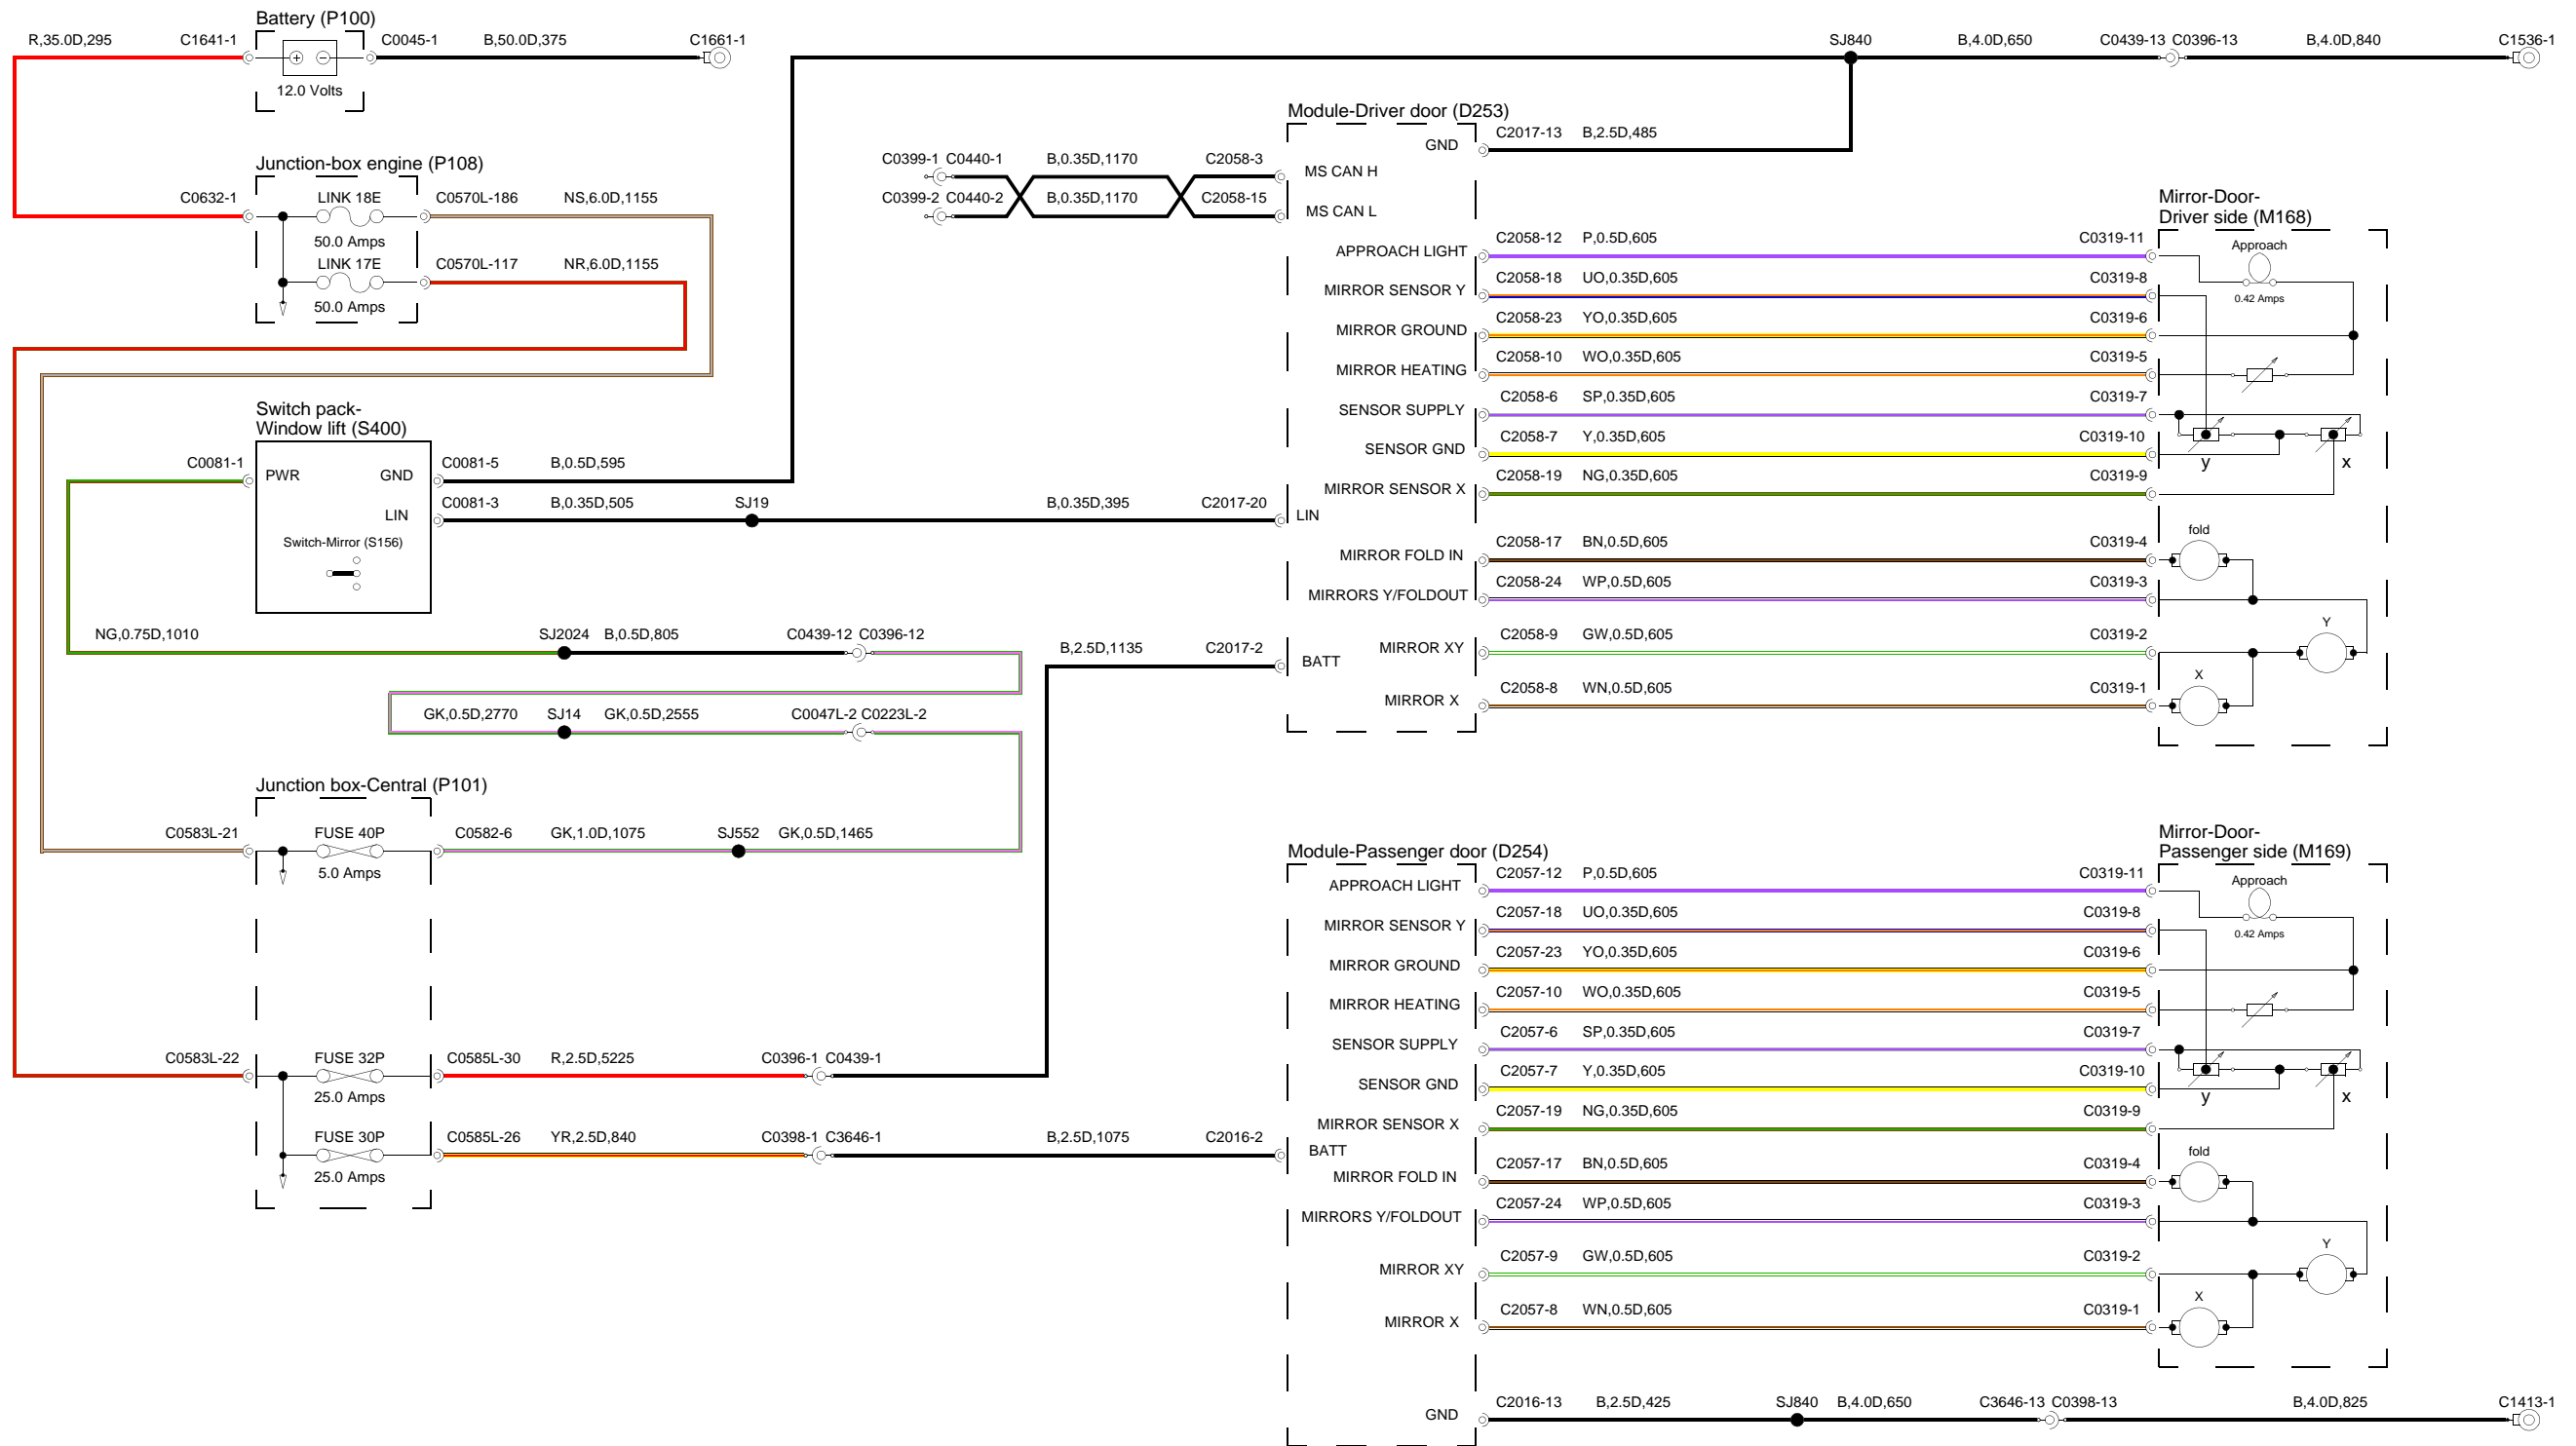 Battery (P100)
R,35.0D,295
C1641-1
C0045-1
B,50.0D,375
C1661-1
12.0 Volts
SJ840
B,4.0D,650
C0439-13 C0396-13
B,4.0D,840
C1536-1
Junction-box engine (P108)
C0632-1
LINK 18E
C0570L-186
NS,6.0D,1155
50.0 Amps
LINK 17E
C0570L-117
NR,6.0D,1155
50.0 Amps
Switch pack-
Window lift (S400)
C0081-1
PWR
GND
C0081-5
B,0.5D,595
LIN
C0081-3
B,0.35D,505
SJ19
B,0.35D,395
C2017-20
Switch-Mirror (S156)
NG,0.75D,1010
SJ2024
B,0.5D,805
C0439-12 C0396-12
GK,0.5D,2770
SJ14
GK,0.5D,2555
C0047L-2 C0223L-2
B,2.5D,1135
C2017-2
Junction box-Central (P101)
C0583L-21
FUSE 40P
5.0 Amps
C0582-6
GK,1.0D,1075
SJ552
GK,0.5D,1465
C0583L-22
FUSE 32P
25.0 Amps
C0585L-30
R,2.5D,5225
C0396-1 C0439-1
FUSE 30P
25.0 Amps
C0585L-26
YR,2.5D,840
C0398-1 C3646-1
B,2.5D,1075
C2016-2
Module-Driver door (D253)
GND
C2017-13
B,2.5D,485
C0399-1 C0440-1
B,0.35D,1170
C2058-3
MS CAN H
C0399-2 C0440-2
B,0.35D,1170
C2058-15
MS CAN L
Mirror-Door-
Driver side (M168)
APPROACH LIGHT
C2058-12
P,0.5D,605
C0319-11
Approach
0.42 Amps
MIRROR SENSOR Y
C2058-18
UO,0.35D,605
C0319-8
MIRROR GROUND
C2058-23
YO,0.35D,605
C0319-6
MIRROR HEATING
C2058-10
WO,0.35D,605
C0319-5
SENSOR SUPPLY
C2058-6
SP,0.35D,605
C0319-7
SENSOR GND
C2058-7
Y,0.35D,605
C0319-10
y
x
MIRROR SENSOR X
C2058-19
NG,0.35D,605
C0319-9
LIN
MIRROR FOLD IN
C2058-17
BN,0.5D,605
C0319-4
fold
MIRRORS Y/FOLDOUT
C2058-24
WP,0.5D,605
C0319-3
BATT
MIRROR XY
C2058-9
GW,0.5D,605
C0319-2
Y
MIRROR X
C2058-8
WN,0.5D,605
C0319-1
X
Module-Passenger door (D254)
Mirror-Door-
Passenger side (M169)
APPROACH LIGHT
C2057-12
P,0.5D,605
C0319-11
Approach
0.42 Amps
MIRROR SENSOR Y
C2057-18
UO,0.35D,605
C0319-8
MIRROR GROUND
C2057-23
YO,0.35D,605
C0319-6
MIRROR HEATING
C2057-10
WO,0.35D,605
C0319-5
SENSOR SUPPLY
C2057-6
SP,0.35D,605
C0319-7
SENSOR GND
C2057-7
Y,0.35D,605
C0319-10
y
x
MIRROR SENSOR X
C2057-19
NG,0.35D,605
C0319-9
BATT
MIRROR FOLD IN
C2057-17
BN,0.5D,605
C0319-4
fold
MIRRORS Y/FOLDOUT
C2057-24
WP,0.5D,605
C0319-3
MIRROR XY
C2057-9
GW,0.5D,605
C0319-2
Y
MIRROR X
C2057-8
WN,0.5D,605
C0319-1
X
GND
C2016-13
B,2.5D,425
SJ840
B,4.0D,650
C3646-13 C0398-13
B,4.0D,825
C1413-1